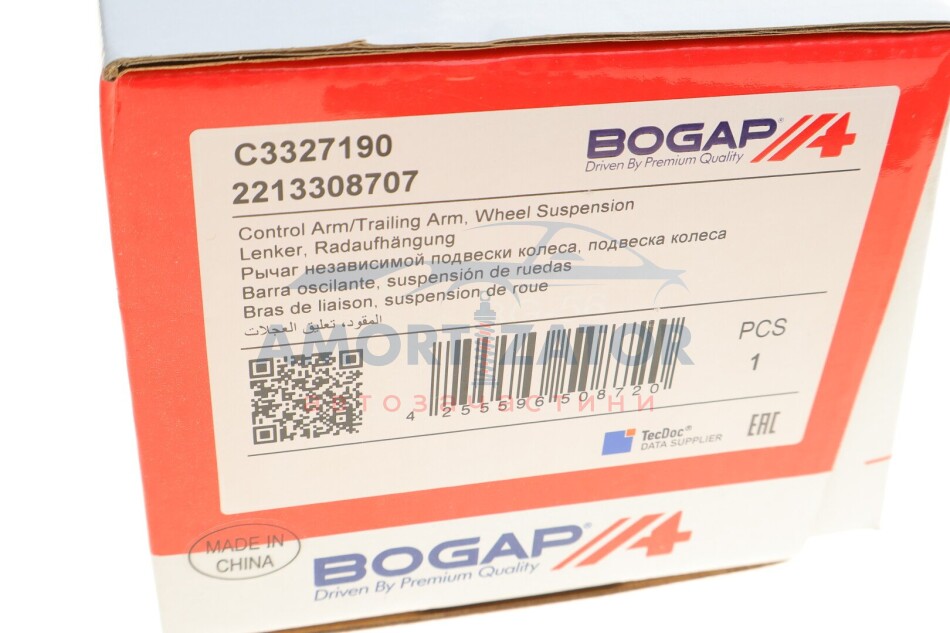 C3327190
2213308707
BOGAP
Driven By Premium Quality
Control Arm/Trailing Arm, Wheel Suspension
Lenker, Radaufhängung
Рычаг независимой подвески колеса, подвеска колеса
Barra oscilante, suspensión de ruedas
Bras de liaison, suspension de roue
المقود، تعليق العجلات
TECH
AMORTIZATOR
автозапчастини
PCS
1
4 255596 508720
TecDoc®
DATA SUPPLIER
EAC
MADE IN
CHINA
BOGAP®
Driven By Premium Quality